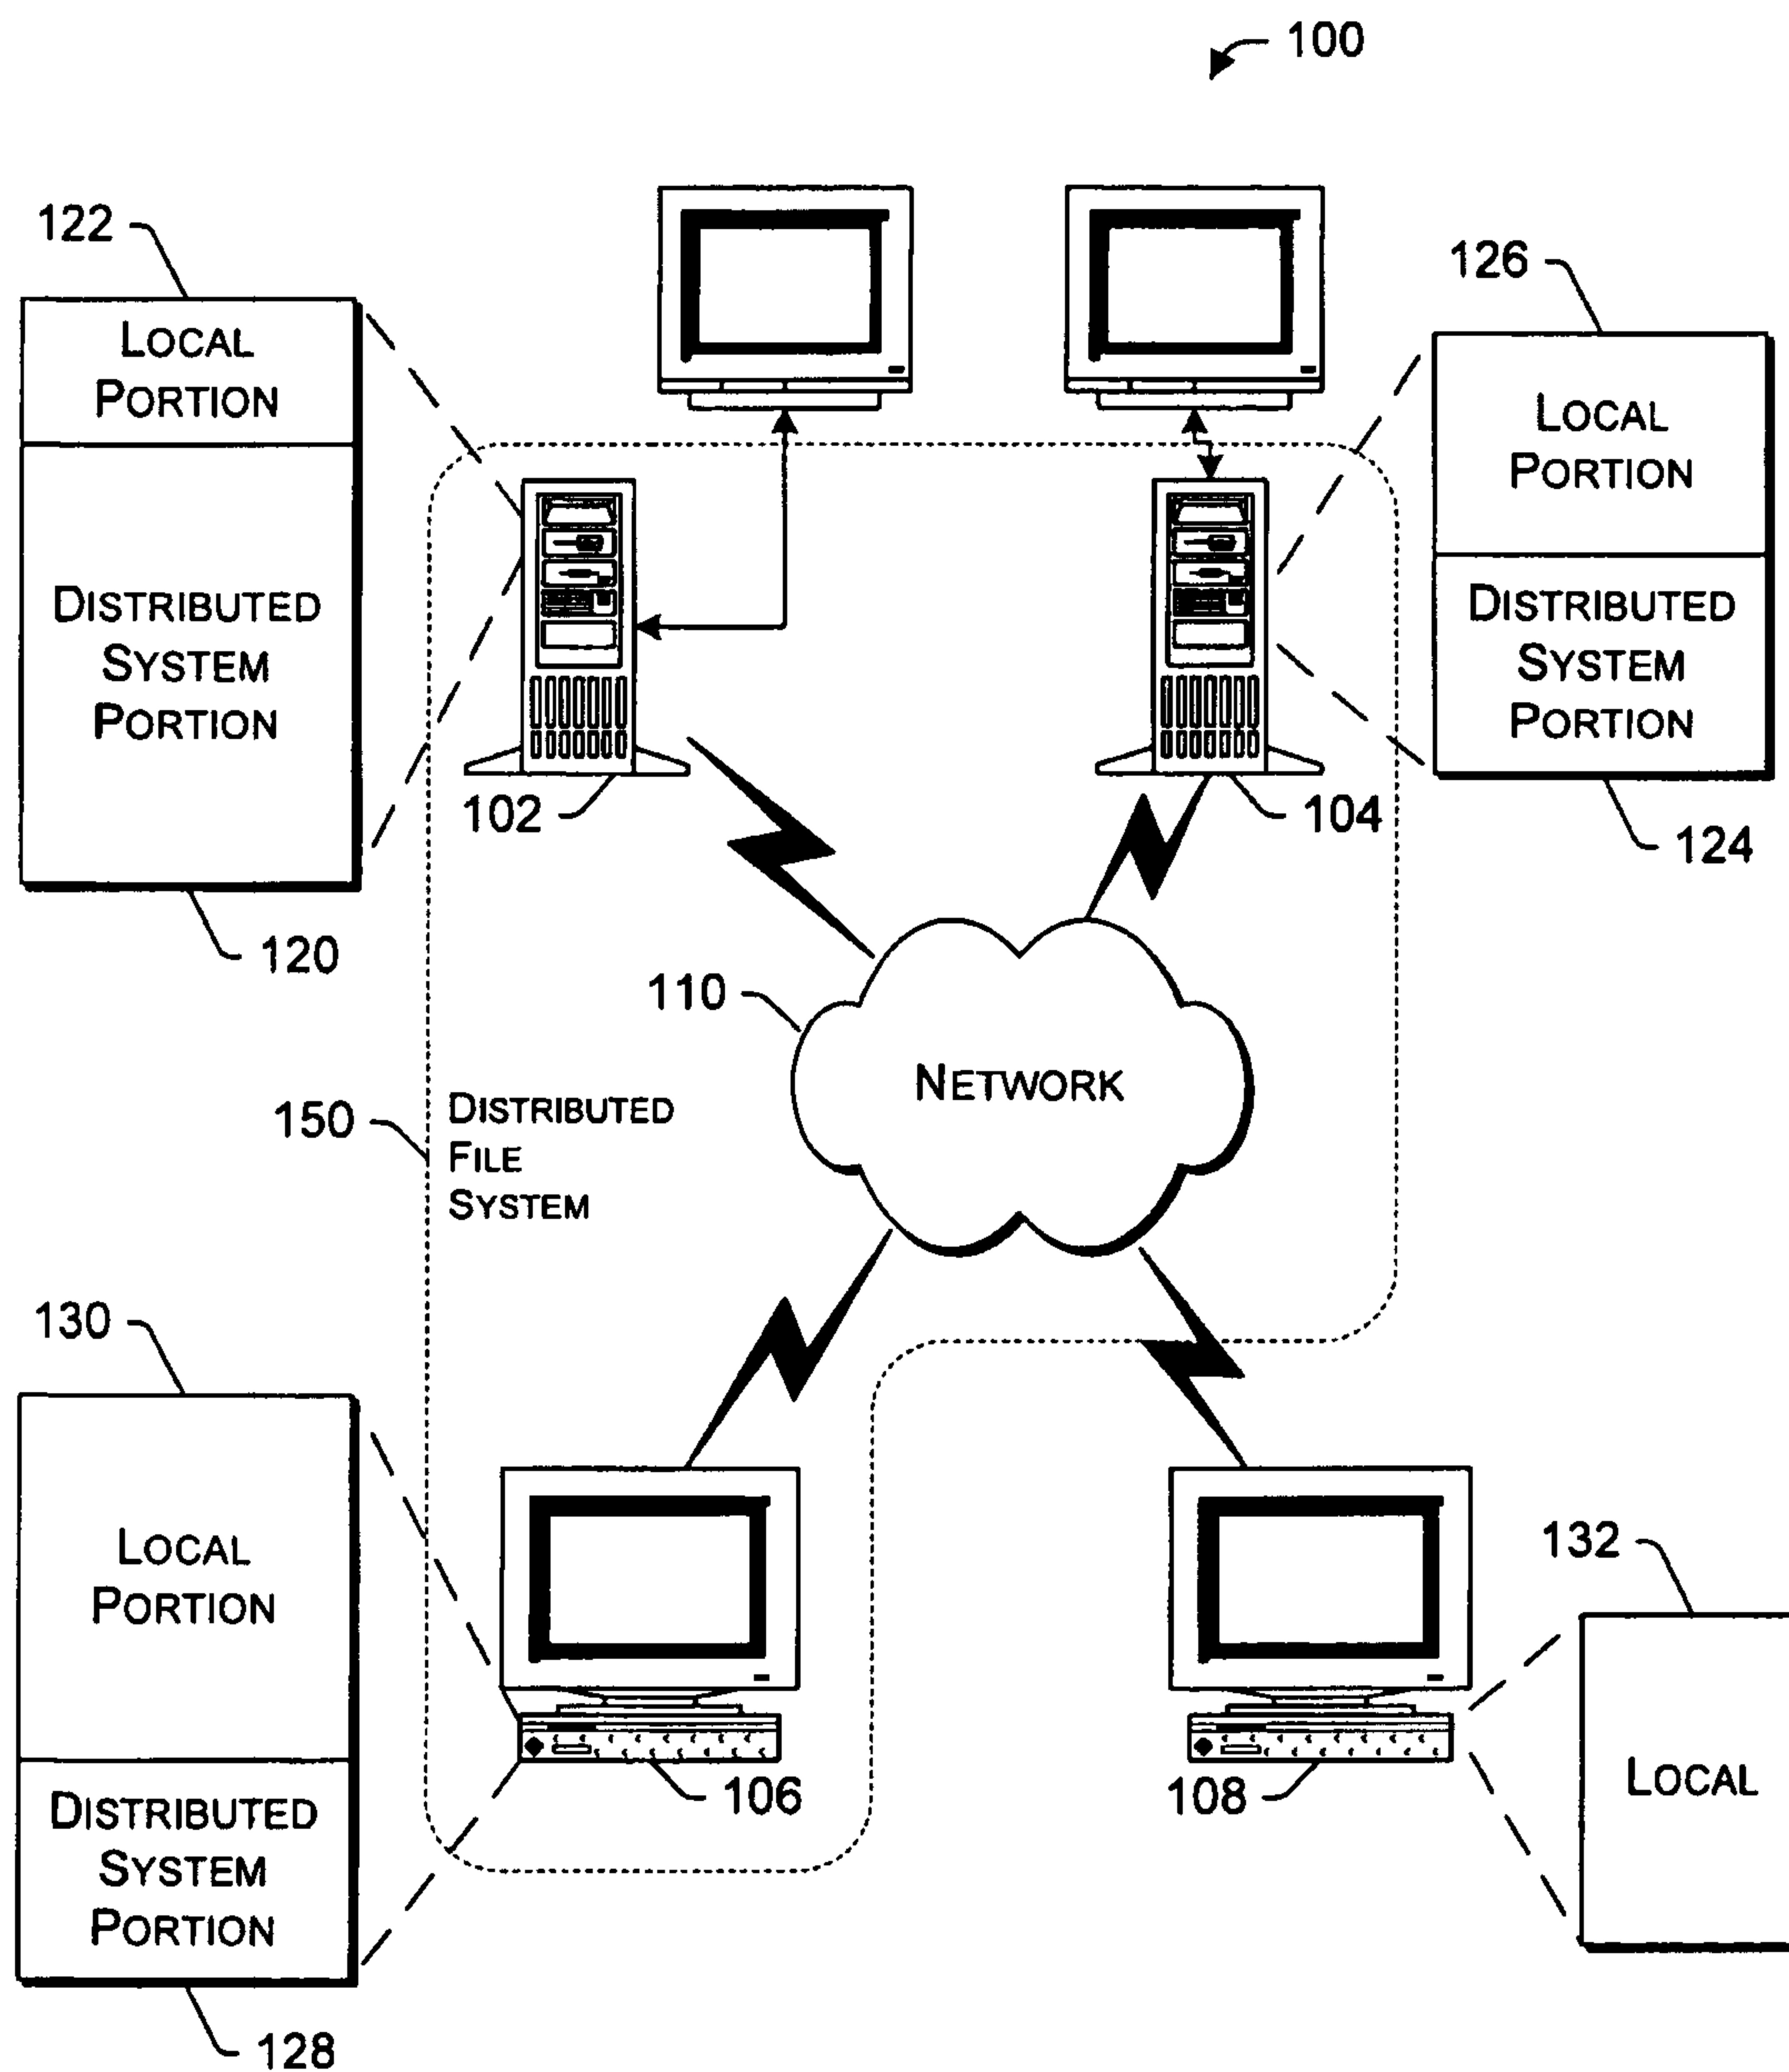 100
122
LOCAL
PORTION
DISTRIBUTED
SYSTEM
PORTION
120
126
LOCAL
PORTION
DISTRIBUTED
SYSTEM
PORTION
124
102
104
110
NETWORK
150
DISTRIBUTED
FILE
SYSTEM
130
LOCAL
PORTION
DISTRIBUTED
SYSTEM
PORTION
128
106
108
132
LOCAL